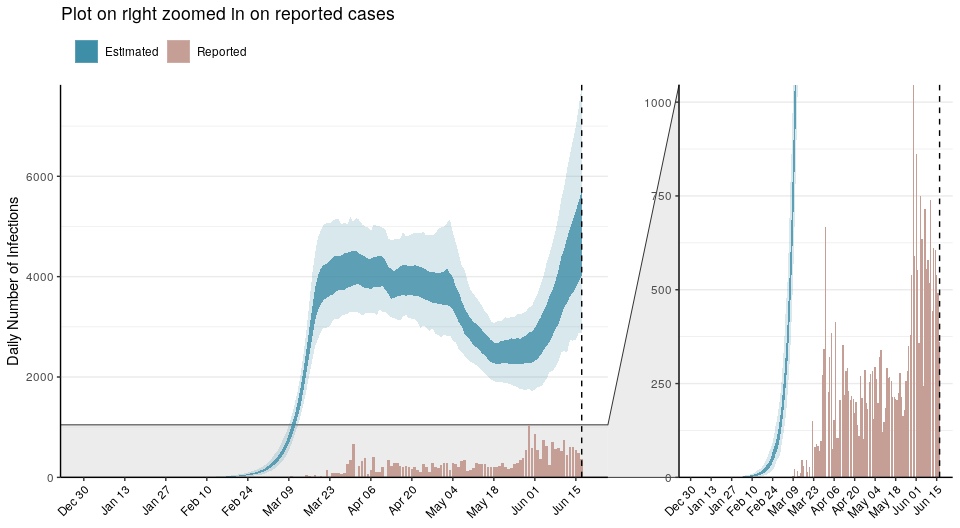 Plot on right zoomed in on reported cases
Estimated Reported
Daily Number of Infections
6000
4000
2000
0
Dec 30 Jan 13 Jan 27 Feb 10 Feb 24 Mar 09 Mar 23 Apr 06 Apr 20 May 04 May 18 Jun 01 Jun 15
1000
750
500
250
0
Dec 30 Jan 13 Jan 27 Feb 10 Feb 24 Mar 09 Mar 23 Apr 06 Apr 20 May 04 May 18 Jun 01 Jun 15